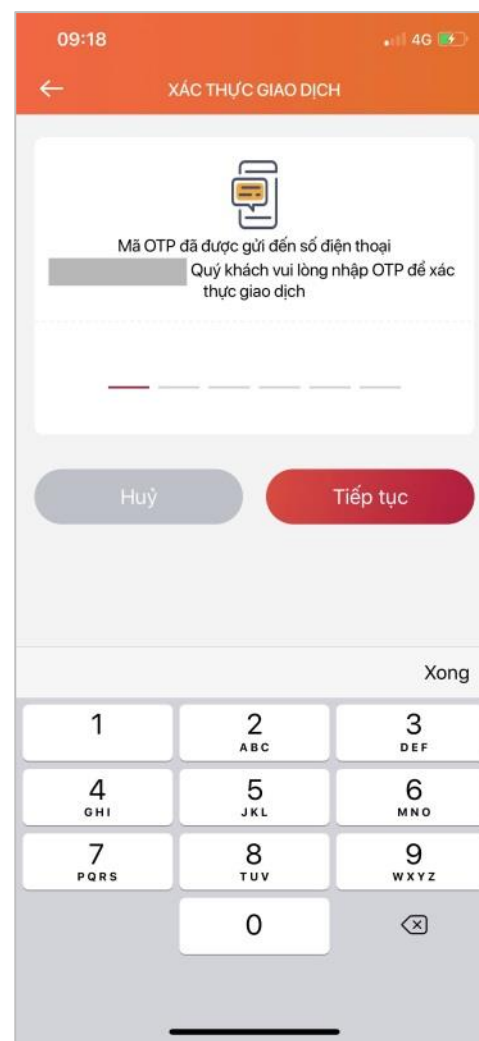 09:18
4G
XÁC THỰC GIAO DỊCH
Mã OTP đã được gửi đến số điện thoại
Quý khách vui lòng nhập OTP để xác
thực giao dịch
Huỷ
Tiếp tục
Xong
1
2
ABC
3
DEF
4
GHI
5
JKL
6
MNO
7
PQRS
8
TUV
9
WXYZ
0